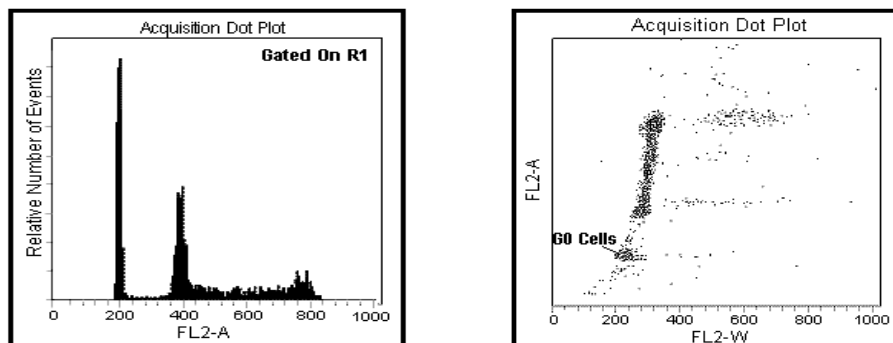 Acquisition Dot Plot
Gated On R1
Relative Number of Events
0 200 400 600 800 1000
FL2-A
Acquisition Dot Plot
FL2-A
G0 Cells
0 200 400 600 800 1000
FL2-W